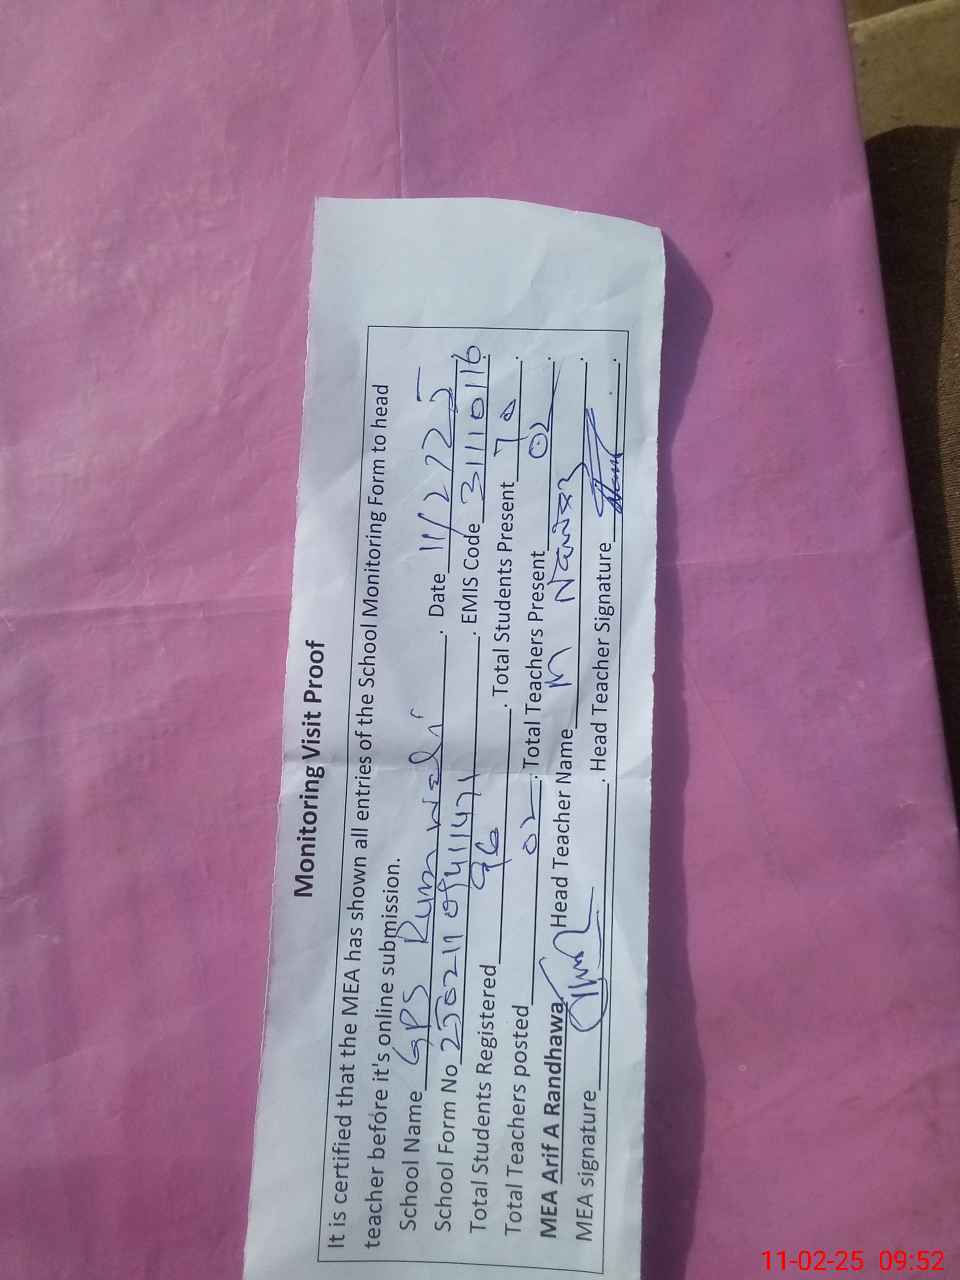 Monitoring Visit Proof
It is certified that the MEA has shown all entries of the School Monitoring Form to head
teacher before it's online submission.
School Name GPS . Date 11/2/25
School Form No . EMIS Code 31110116
Total Students Registered 96 . Total Students Present 70 .
Total Teachers posted 02 . Total Teachers Present 02 .
MEA Arif A Randhawa Head Teacher Name M Nawaz .
MEA signature . Head Teacher Signature .
11-02-25 09:52